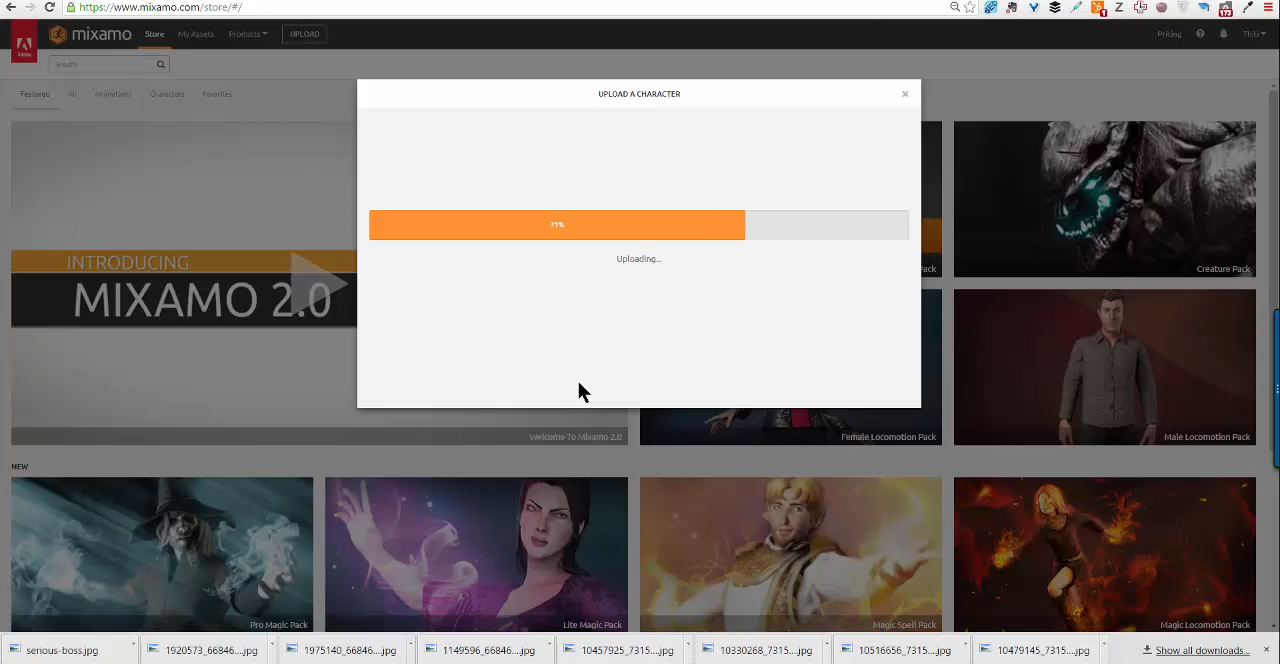 https://www.mixamo.com/store/#/
Adobe
mixamo
Store
My Assets
Products
UPLOAD
Pricing
Search
Featured
All
Animations
Characters
Favorites
UPLOAD A CHARACTER
71%
Uploading...
INTRODUCING
MIXAMO 2.0
Welcome To Mixamo 2.0
Pack
Creature Pack
Female Locomotion Pack
Male Locomotion Pack
NEW
Pro Magic Pack
Lite Magic Pack
Magic Spell Pack
Magic Locomotion Pack
serious-boss.jpg
1920573_66846....jpg
1975140_66846....jpg
1149596_66846....jpg
10457925_7315....jpg
10330268_7315....jpg
10516656_7315....jpg
10479145_7315....jpg
Show all downloads...